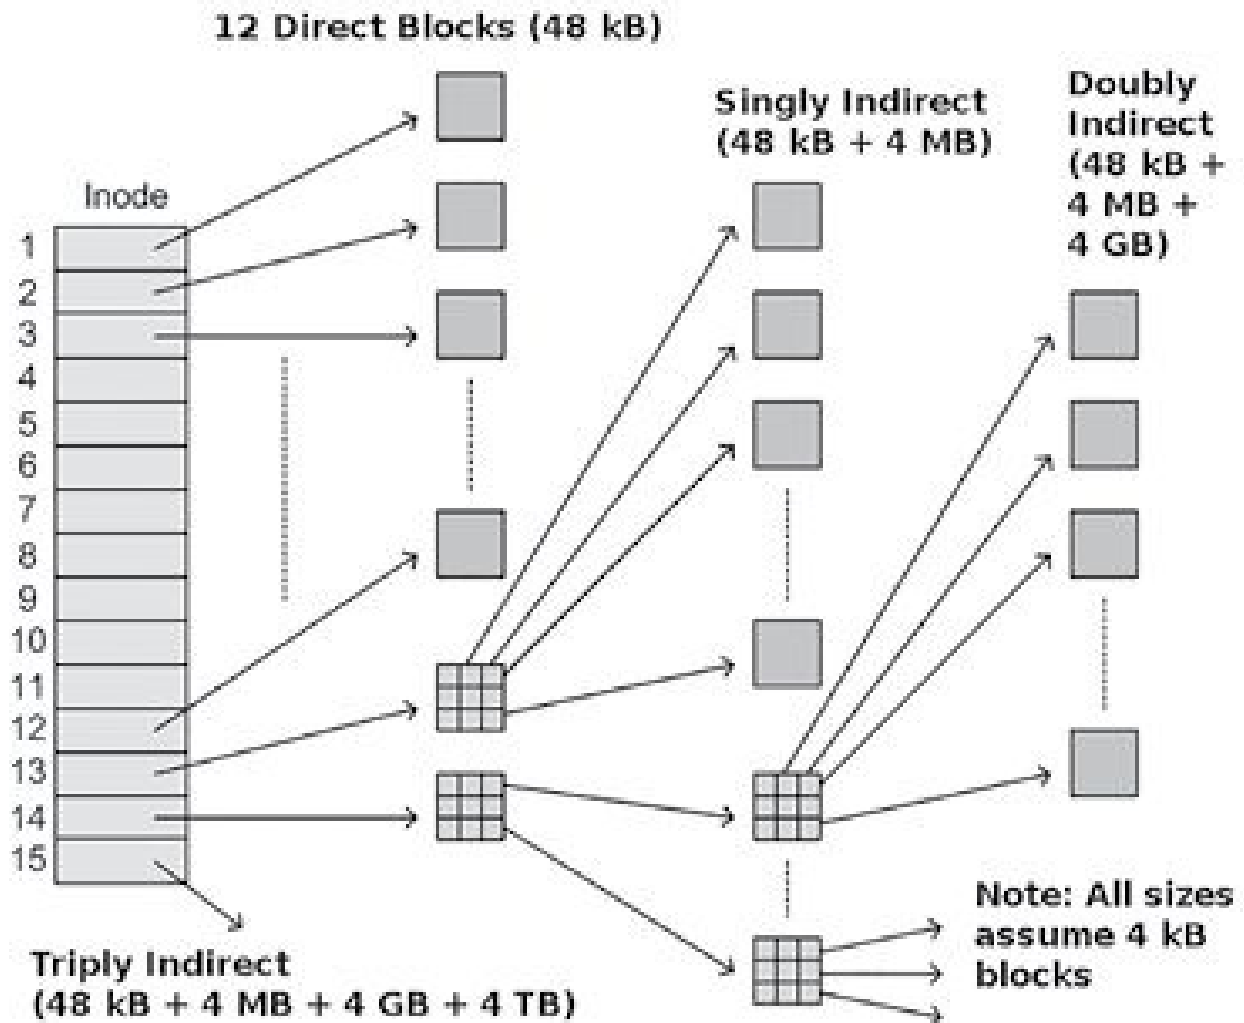 12 Direct Blocks (48 kB)
Singly Indirect
(48 kB + 4 MB)
Doubly
Indirect
(48 kB +
4 MB +
4 GB)
Inode
1
2
3
4
5
6
7
8
9
10
11
12
13
14
15
Triply Indirect
(48 kB + 4 MB + 4 GB + 4 TB)
Note: All sizes
assume 4 kB
blocks